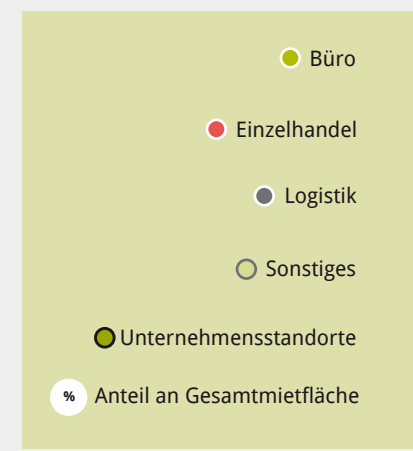 Büro
Einzelhandel
Logistik
Sonstiges
Unternehmensstandorte
% Anteil an Gesamtmietfläche